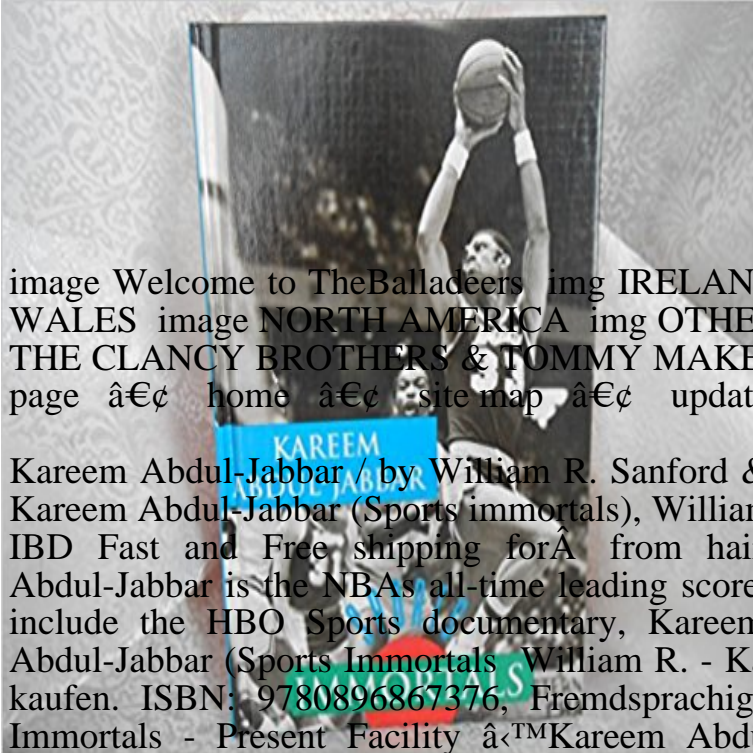 image Welcome to TheBalladeers img IRELAN
WALES image NORTH AMERICA img OTHE
THE CLANCY BROTHERS & TOMMY MAKE
page â€¢ home â€¢ site map â€¢ updat
KAREEM
ABDUL-JABBAR
Kareem Abdul-Jabbar / by William R. Sanford &
Kareem Abdul-Jabbar (Sports immortals), William
IBD Fast and Free shipping forÂ from hai
Abdul-Jabbar is the NBAs all-time leading score
include the HBO Sports documentary, Kareem
Abdul-Jabbar (Sports Immortals William R. - K
kaufen. ISBN: 9780896867376, Fremdsprachig
Immortals - Present Facility â‹™Kareem Abd
IMMORTALS